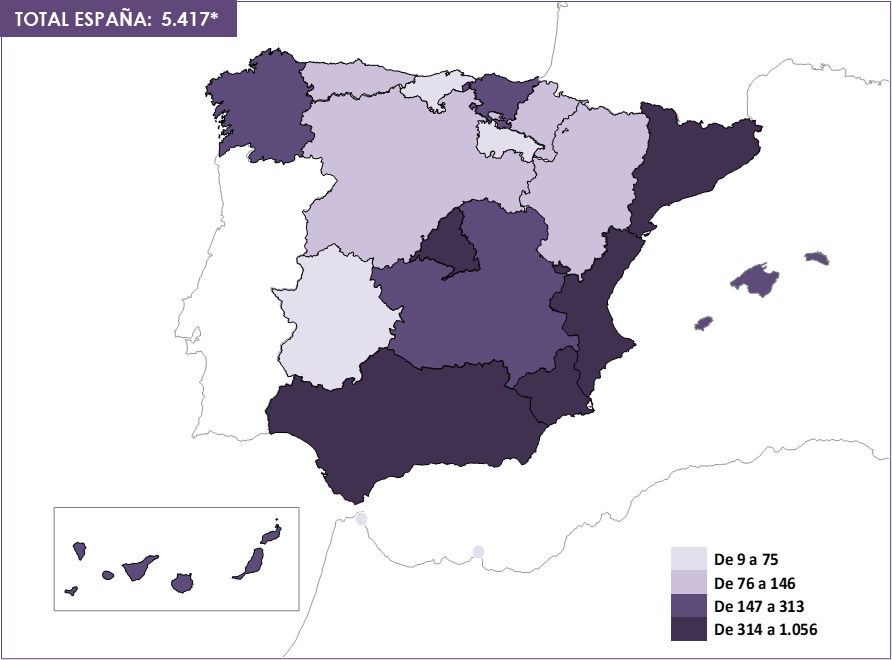 TOTAL ESPAÑA: 5.417*
De 9 a 75
De 76 a 146
De 147 a 313
De 314 a 1.056